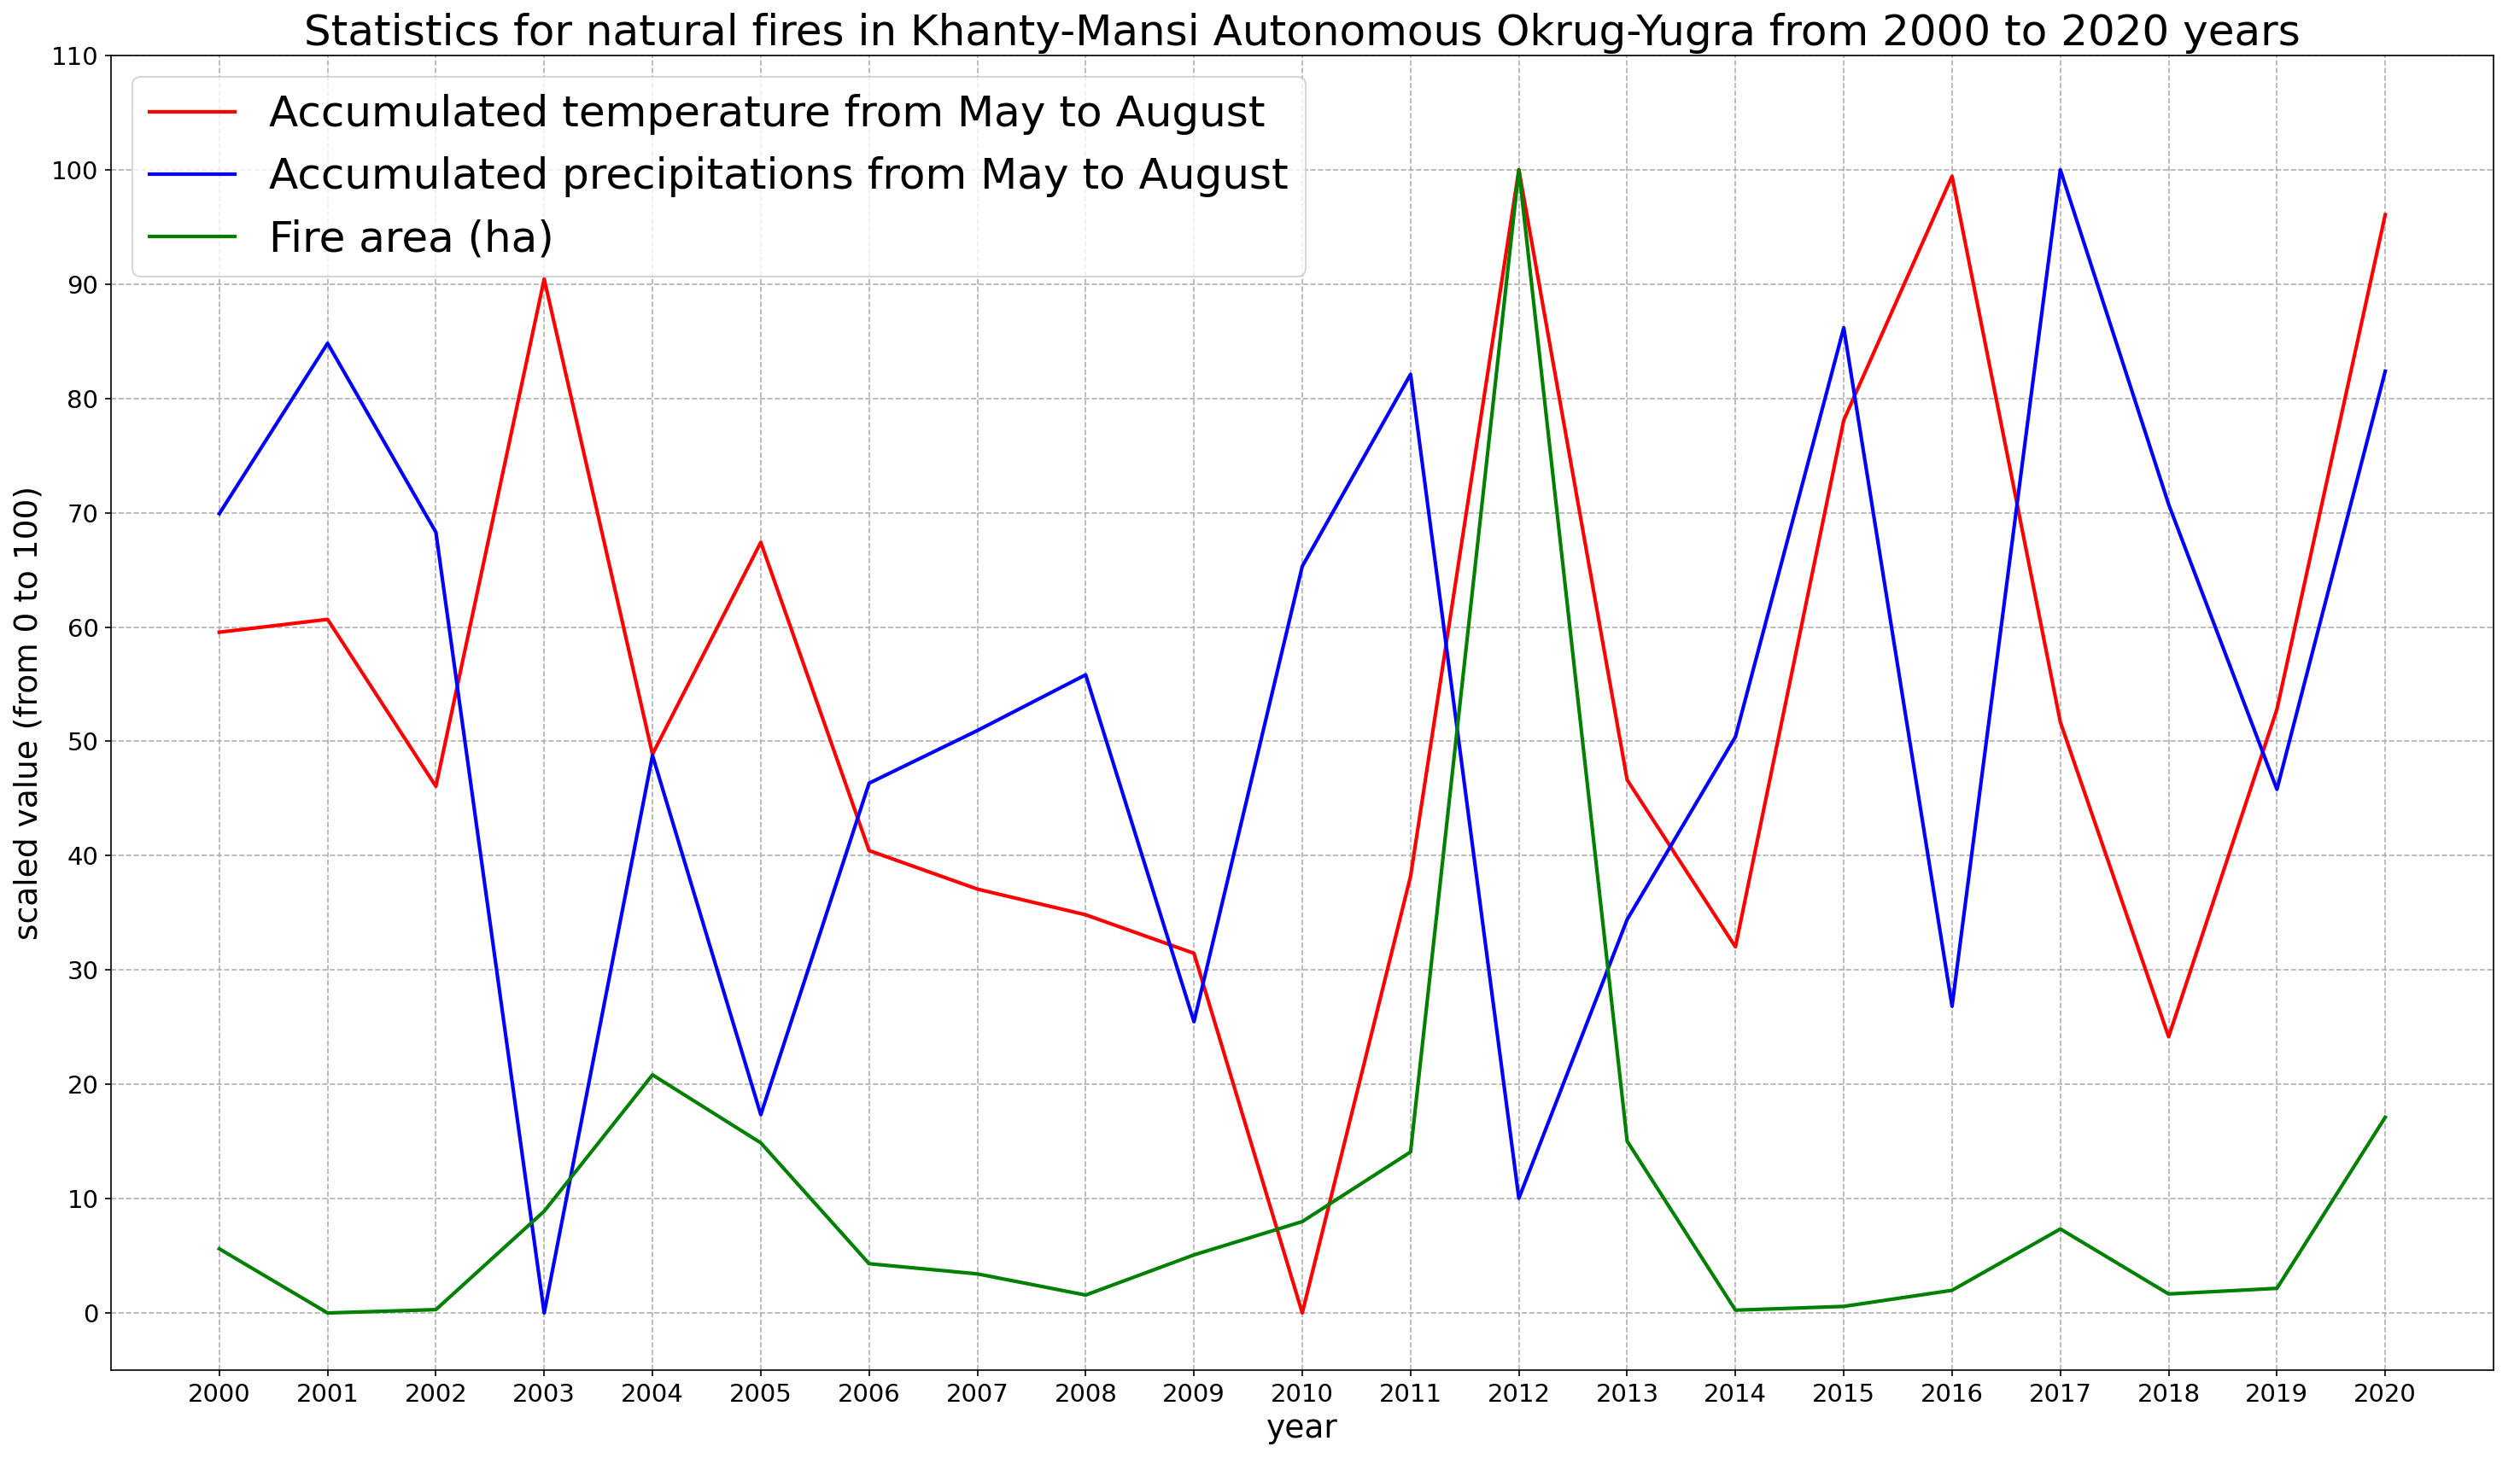 Statistics for natural fires in Khanty-Mansi Autonomous Okrug-Yugra from 2000 to 2020 years
Accumulated temperature from May to August
Accumulated precipitations from May to August
Fire area (ha)
scaled value (from 0 to 100)
110
100
90
80
70
60
50
40
30
20
10
0
2000 2001 2002 2003 2004 2005 2006 2007 2008 2009 2010 2011 2012 2013 2014 2015 2016 2017 2018 2019 2020
year